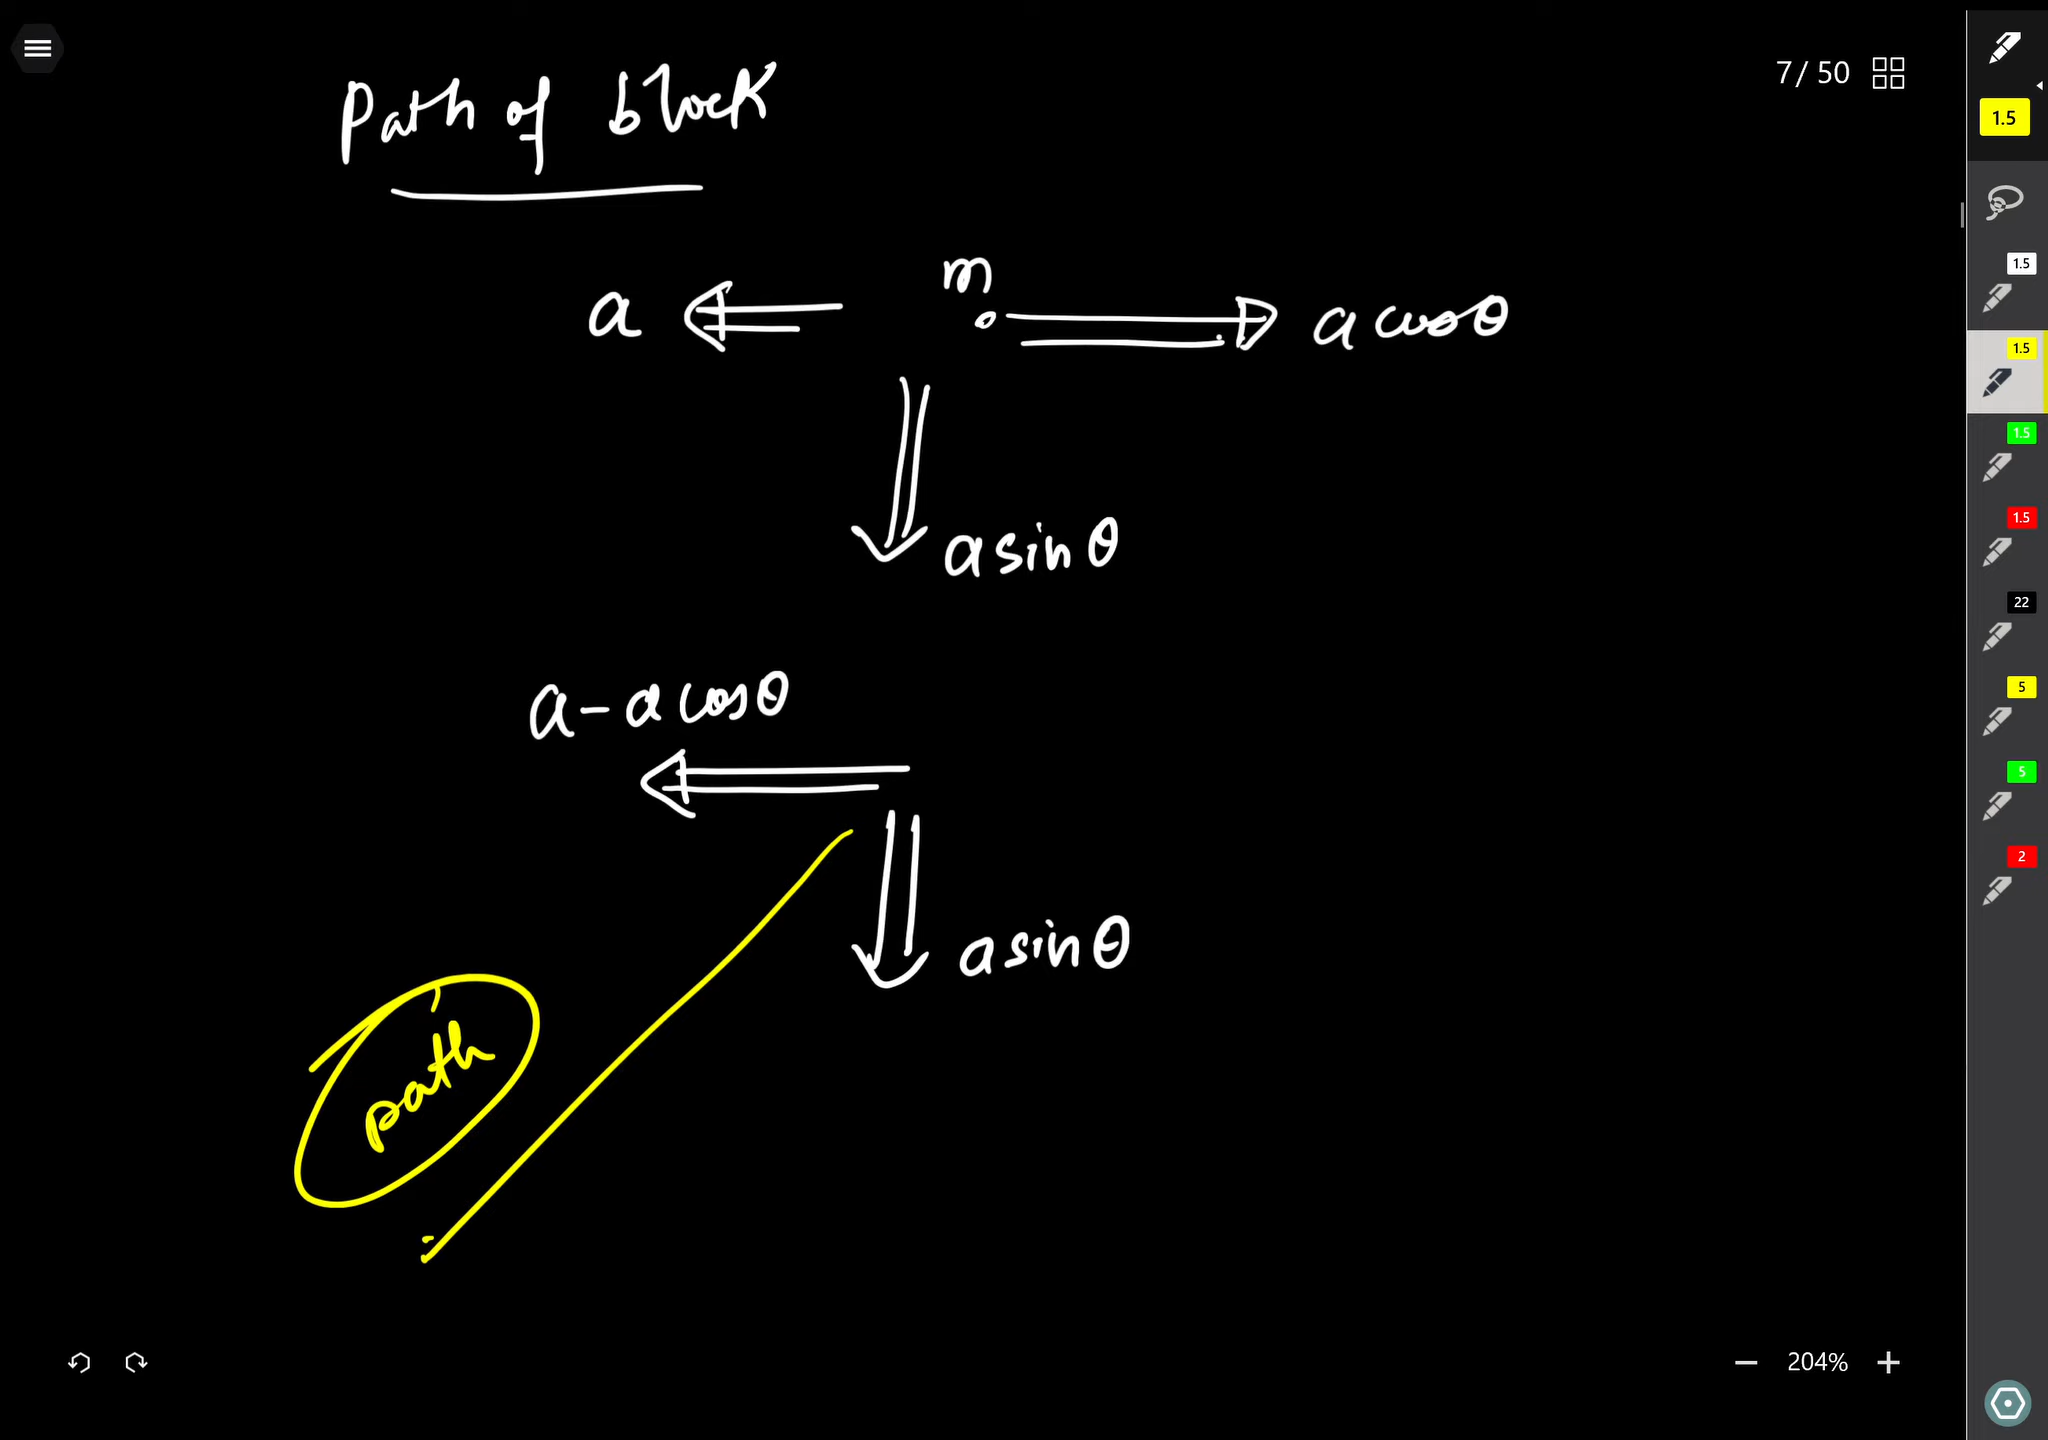 Path of block
7/ 50
1.5
m
a
a cosθ
1.5
1.5
1.5
1.5
a sinθ
22
a - a cosθ
5
5
2
a sinθ
path
204%